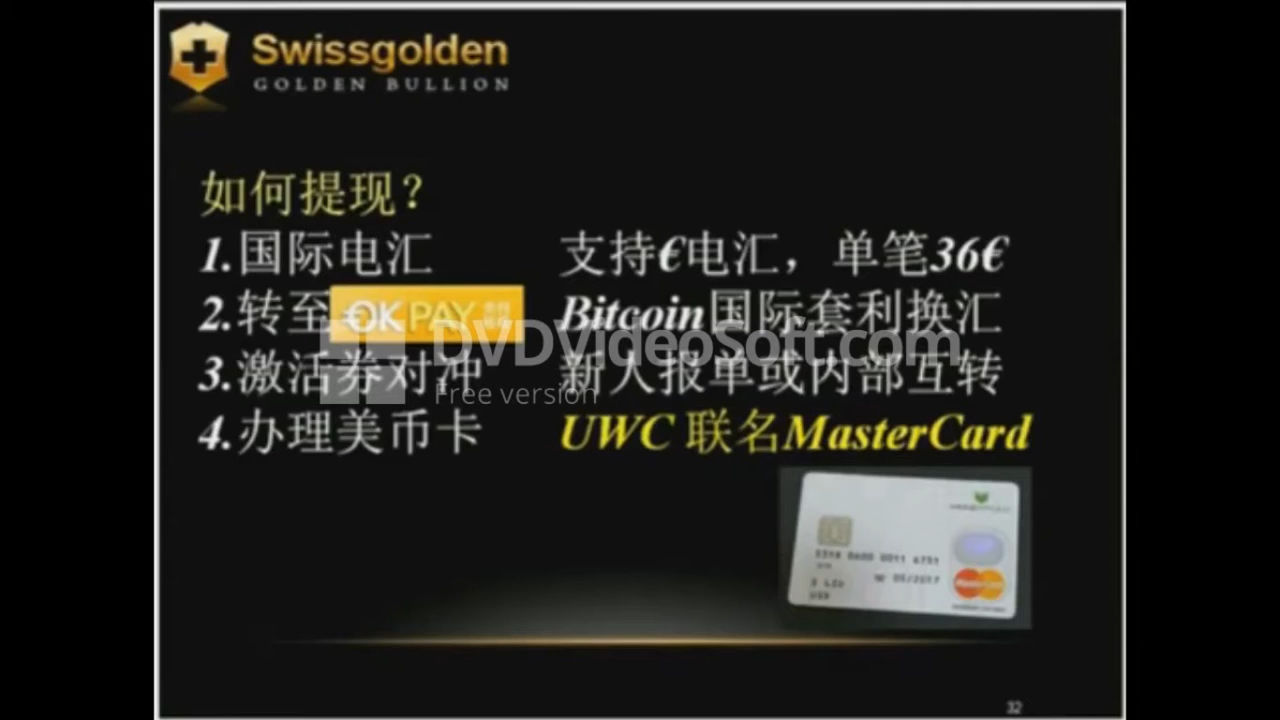 Swissgolden
GOLDEN BULLION
如何提现？
1.国际电汇 支持€电汇，单笔36€
2.转至 OKPAY Bitcoin国际套利换汇
DVDVideoSoft.com
3.激活券对冲 新人报单或内部互转
Free version
4.办理美币卡 UWC 联名MasterCard
MasterCard
USD
32